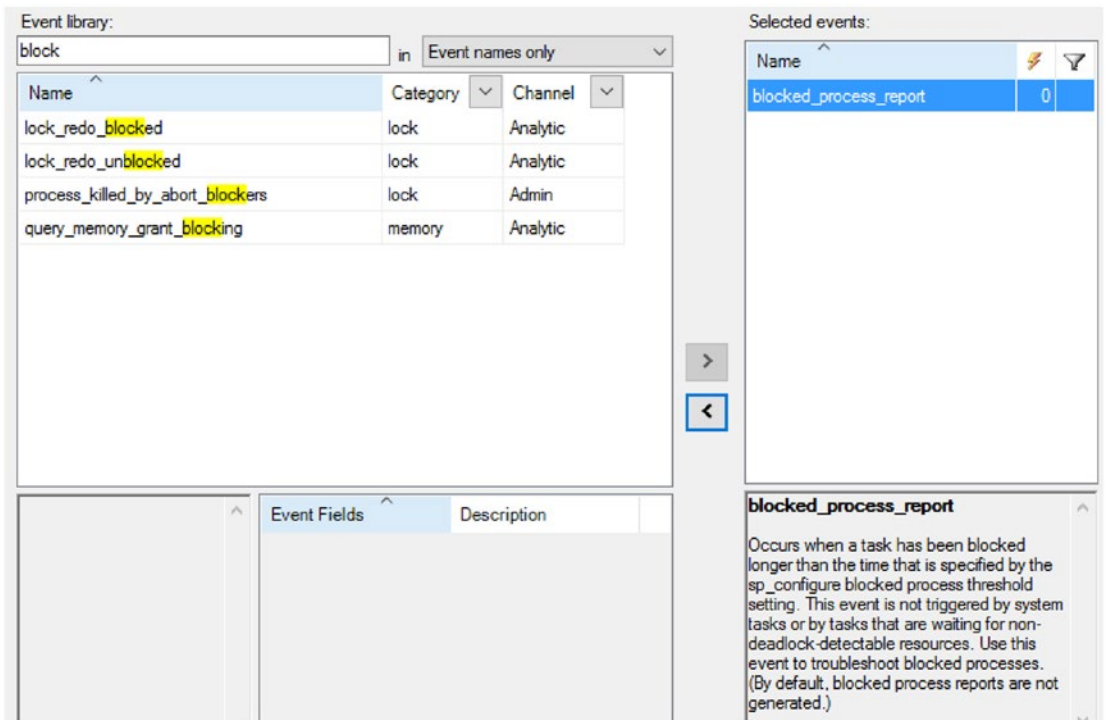 Event library:
block
in
Event names only
Name
Category
Channel
lock_redo_blocked
lock
Analytic
lock_redo_unblocked
lock
Analytic
process_killed_by_abort_blockers
lock
Admin
query_memory_grant_blocking
memory
Analytic
Event Fields
Description
Selected events:
Name
blocked_process_report
0
blocked_process_report
Occurs when a task has been blocked
longer than the time that is specified by the
sp_configure blocked process threshold
setting. This event is not triggered by system
tasks or by tasks that are waiting for non-
deadlock-detectable resources. Use this
event to troubleshoot blocked processes.
(By default, blocked process reports are not
generated.)